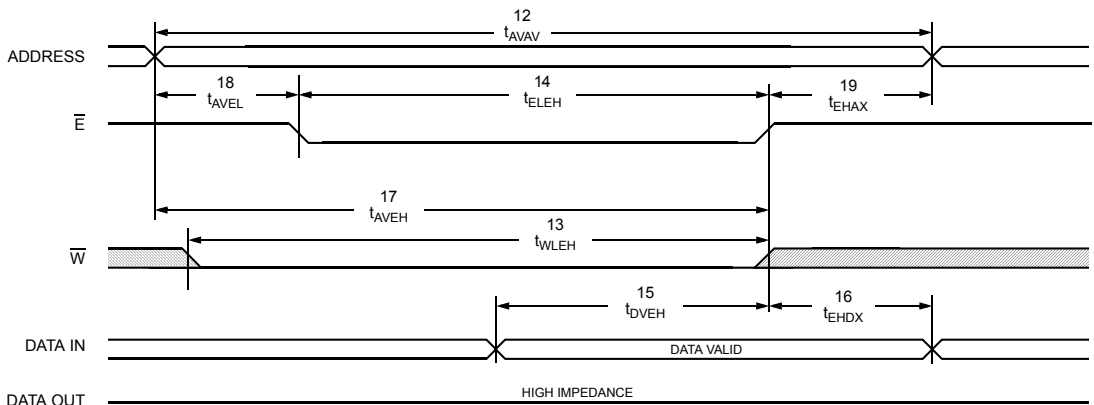 12
tAVAV
ADDRESS
18
tAVEL
14
tELEH
19
tEHAX
E̅
17
tAVEH
13
tWLEH
W̅
15
tDVEH
16
tEHDX
DATA IN
DATA VALID
DATA OUT
HIGH IMPEDANCE